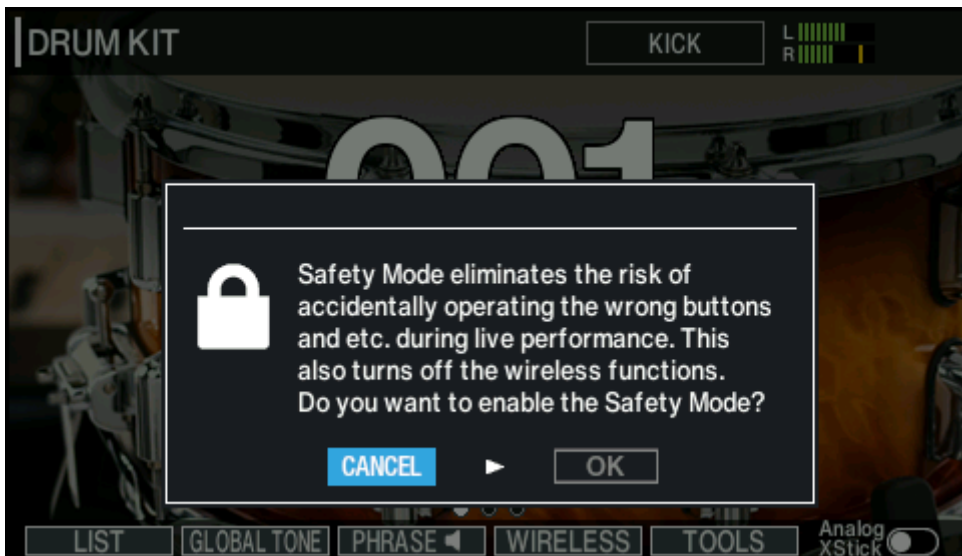 DRUM KIT
KICK
L
R
001
Safety Mode eliminates the risk of
accidentally operating the wrong buttons
and etc. during live performance. This
also turns off the wireless functions.
Do you want to enable the Safety Mode?
CANCEL
OK
LIST
GLOBAL TONE
PHRASE
WIRELESS
TOOLS
Analog
XStick